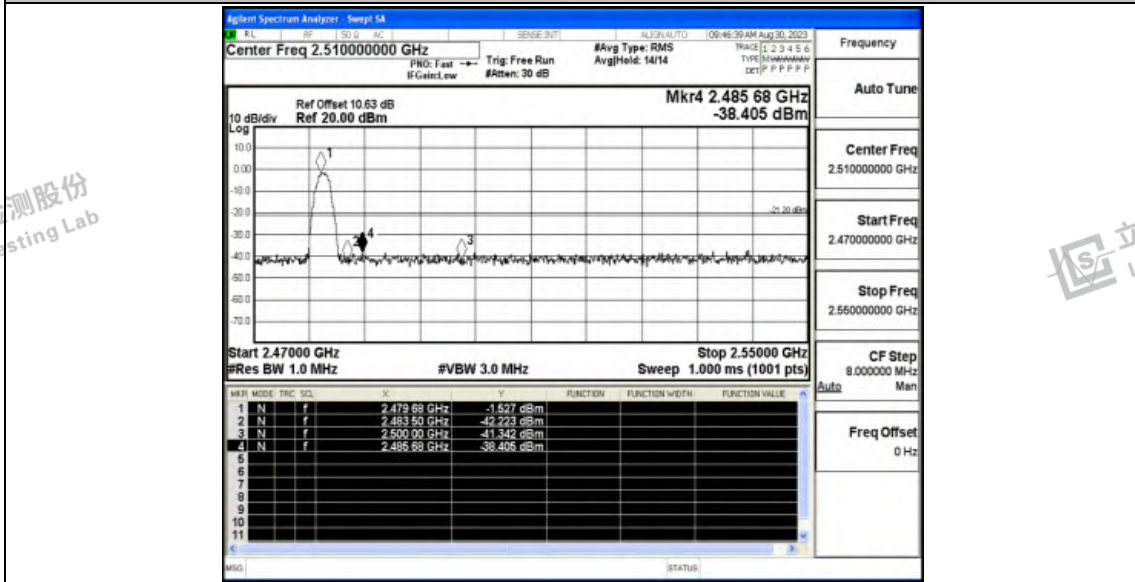 Agilent Spectrum Analyzer - Swept SA
RL RF 50 Ω AC SENSE:INT ALIGN AUTO 09:46:39 AM Aug 30, 2023
Center Freq 2.510000000 GHz
PNO: Fast
IFGain:Low
Trig: Free Run
#Atten: 30 dB
#Avg Type: RMS
Avg|Hold: 14/14
TRACE 1 2 3 4 5 6
TYPE M W W W W W
DET P P P P P P
Frequency
Auto Tune
Center Freq
2.510000000 GHz
Start Freq
2.470000000 GHz
Stop Freq
2.550000000 GHz
CF Step
8.000000 MHz
Auto Man
Freq Offset
0 Hz
Mkr4 2.485 68 GHz
-38.405 dBm
Ref Offset 10.63 dB
10 dB/div Ref 20.00 dBm
Log
10.0
0.00
-10.0
-20.0
-30.0
-40.0
-50.0
-60.0
-70.0
1
2
4
3
-21.20 dBm
Start 2.47000 GHz Stop 2.55000 GHz
#Res BW 1.0 MHz #VBW 3.0 MHz Sweep 1.000 ms (1001 pts)
MKR MODE TRC SCL X Y FUNCTION FUNCTION WIDTH FUNCTION VALUE
1 N f 2.479 68 GHz -1.527 dBm
2 N f 2.483 50 GHz -42.223 dBm
3 N f 2.500 00 GHz -41.342 dBm
4 N f 2.485 68 GHz -38.405 dBm
5
6
7
8
9
10
11
MSG STATUS
测股份
sting Lab
立